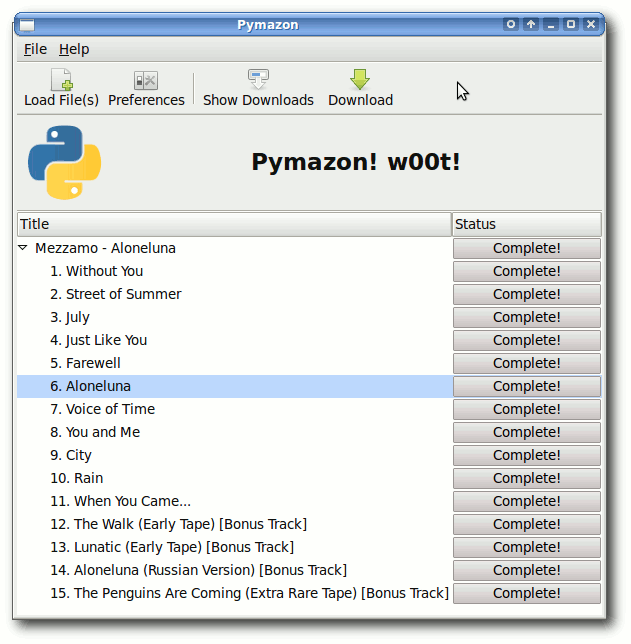 Pymazon
File Help
Load File(s) Preferences Show Downloads Download
Pymazon! w00t!
Title Status
Mezzamo - Aloneluna Complete!
1. Without You Complete!
2. Street of Summer Complete!
3. July Complete!
4. Just Like You Complete!
5. Farewell Complete!
6. Aloneluna Complete!
7. Voice of Time Complete!
8. You and Me Complete!
9. City Complete!
10. Rain Complete!
11. When You Came... Complete!
12. The Walk (Early Tape) [Bonus Track] Complete!
13. Lunatic (Early Tape) [Bonus Track] Complete!
14. Aloneluna (Russian Version) [Bonus Track] Complete!
15. The Penguins Are Coming (Extra Rare Tape) [Bonus Track] Complete!